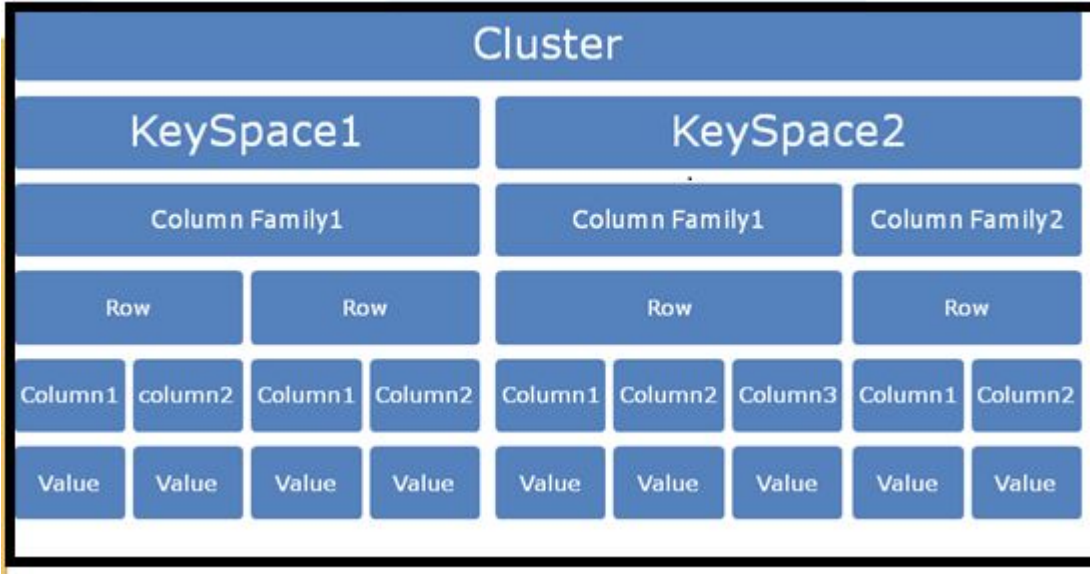 Cluster
KeySpace1 KeySpace2
Column Family1 Column Family1 Column Family2
Row Row Row Row
Column1 column2 Column1 Column2 Column1 Column2 Column3 Column1 Column2
Value Value Value Value Value Value Value Value Value